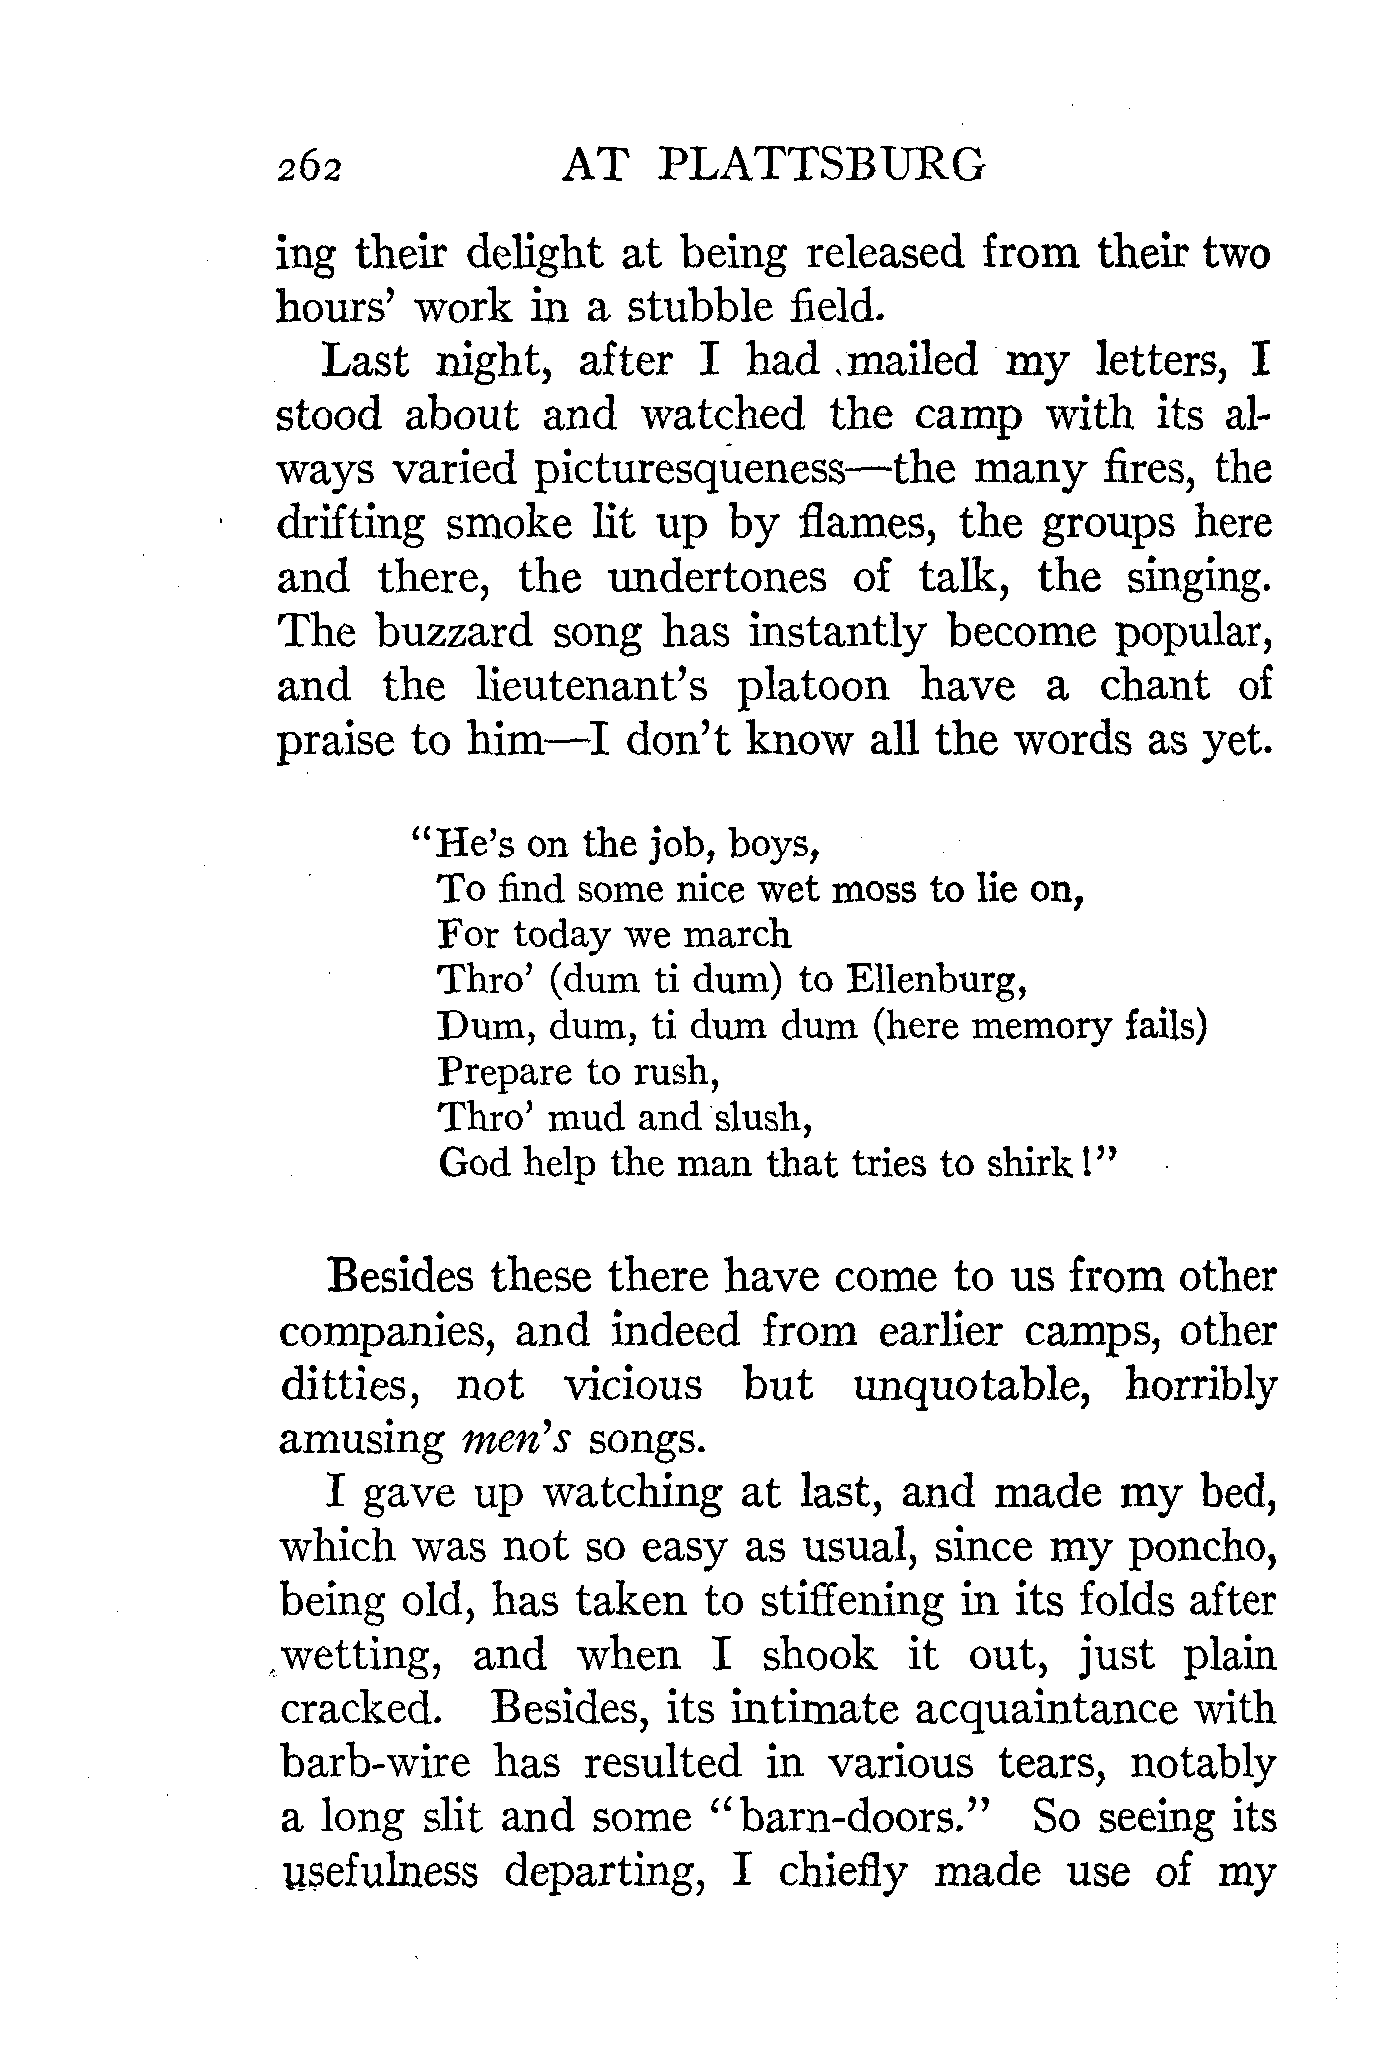 262 AT PLATTSBURG
ing their delight at being released from their two
hours' work in a stubble field.
Last night, after I had mailed my letters, I
stood about and watched the camp with its al-
ways varied picturesqueness—the many fires, the
drifting smoke lit up by flames, the groups here
and there, the undertones of talk, the singing.
The buzzard song has instantly become popular,
and the lieutenant's platoon have a chant of
praise to him—I don't know all the words as yet.
"He's on the job, boys,
To find some nice wet moss to lie on,
For today we march
Thro' (dum ti dum) to Ellenburg,
Dum, dum, ti dum dum (here memory fails)
Prepare to rush,
Thro' mud and slush,
God help the man that tries to shirk!"
Besides these there have come to us from other
companies, and indeed from earlier camps, other
ditties, not vicious but unquotable, horribly
amusing men's songs.
I gave up watching at last, and made my bed,
which was not so easy as usual, since my poncho,
being old, has taken to stiffening in its folds after
wetting, and when I shook it out, just plain
cracked. Besides, its intimate acquaintance with
barb-wire has resulted in various tears, notably
a long slit and some "barn-doors." So seeing its
usefulness departing, I chiefly made use of my